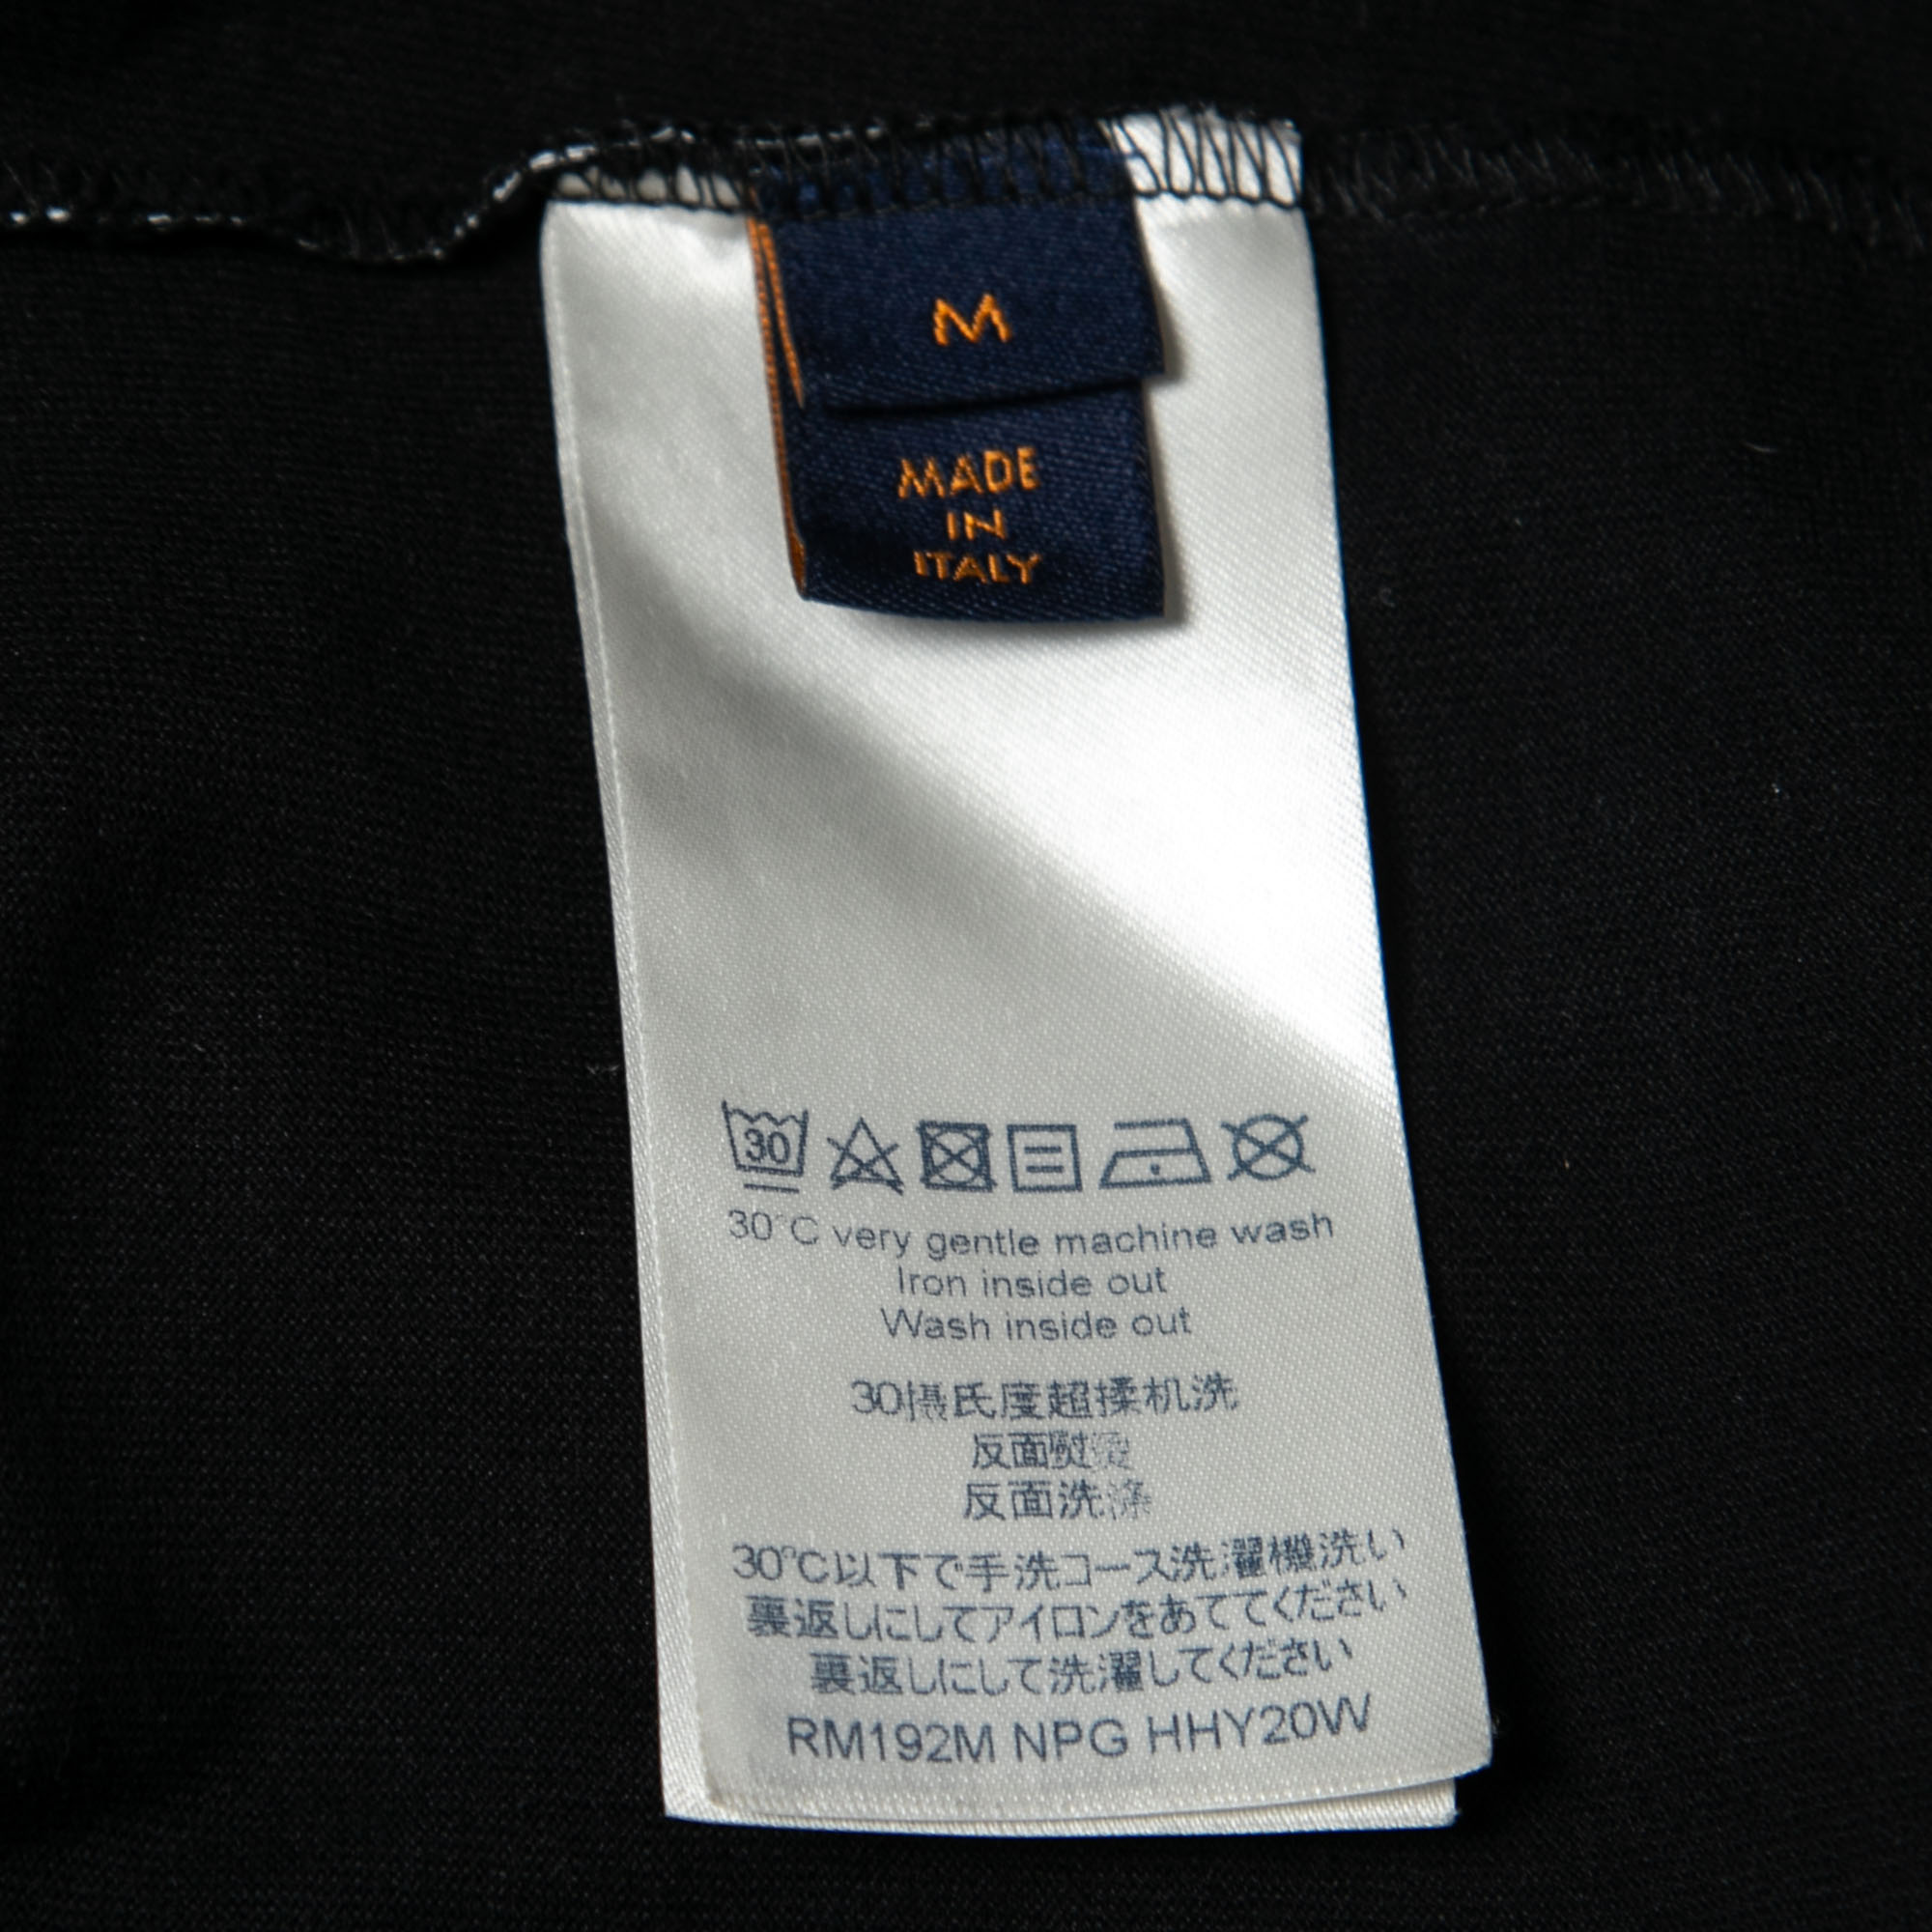 M
MADE
IN
ITALY
30
30°C very gentle machine wash
Iron inside out
Wash inside out
30摄氏度超揉机洗
反面熨烫
反面洗涤
30℃以下で手洗コース洗濯機洗い
裏返しにしてアイロンをあててください
裏返しにして洗濯してください
RM192M NPG HHY20W